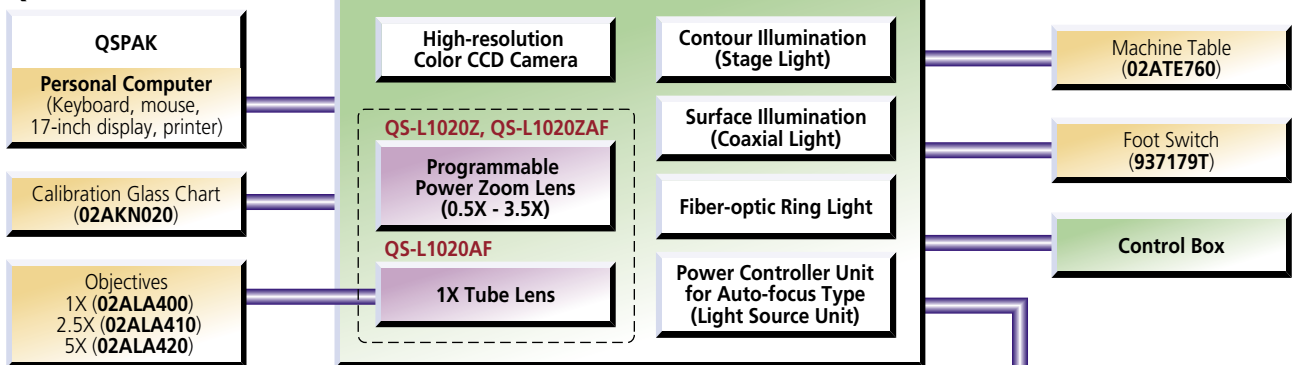 QSPAK
Personal Computer
(Keyboard, mouse,
17-inch display, printer)
Calibration Glass Chart
(02AKN020)
Objectives
1X (02ALA400)
2.5X (02ALA410)
5X (02ALA420)
High-resolution
Color CCD Camera
QS-L1020Z, QS-L1020ZAF
Programmable
Power Zoom Lens
(0.5X - 3.5X)
QS-L1020AF
1X Tube Lens
Contour Illumination
(Stage Light)
Surface Illumination
(Coaxial Light)
Fiber-optic Ring Light
Power Controller Unit
for Auto-focus Type
(Light Source Unit)
Machine Table
(02ATE760)
Foot Switch
(937179T)
Control Box